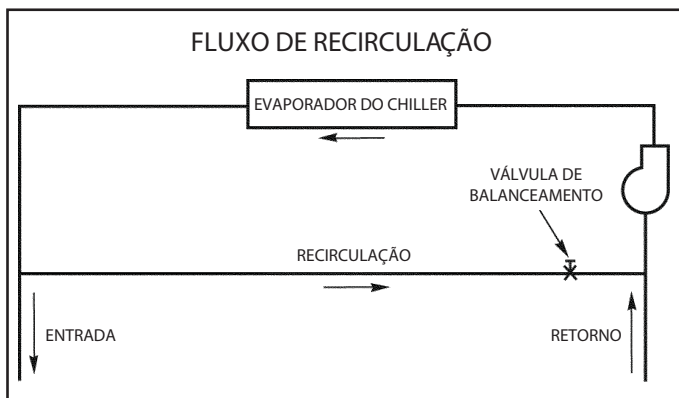 FLUXO DE RECIRCULAÇÃO
EVAPORADOR DO CHILLER
VÁLVULA DE
BALANCEAMENTO
RECIRCULAÇÃO
ENTRADA
RETORNO